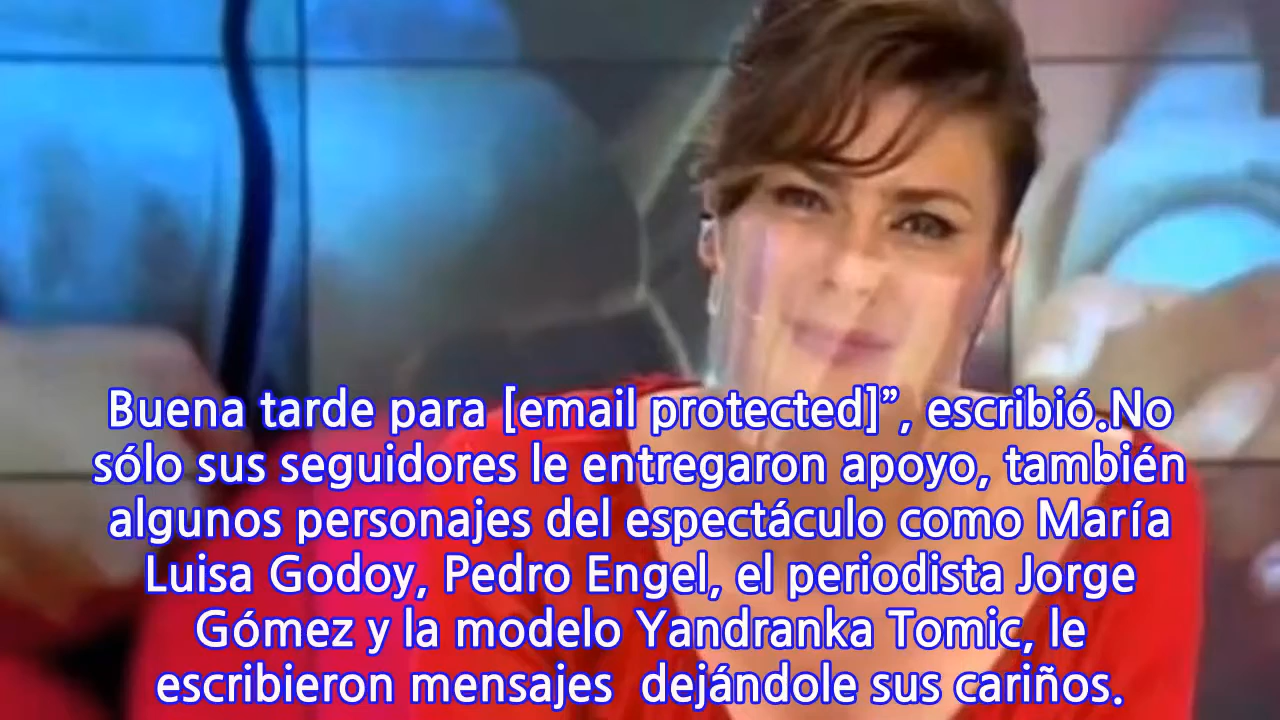 Buena tarde para [email protected]”, escribió.No
sólo sus seguidores le entregaron apoyo, también
algunos personajes del espectáculo como María
Luisa Godoy, Pedro Engel, el periodista Jorge
Gómez y la modelo Yandranka Tomic, le
escribieron mensajes  dejándole sus cariños.